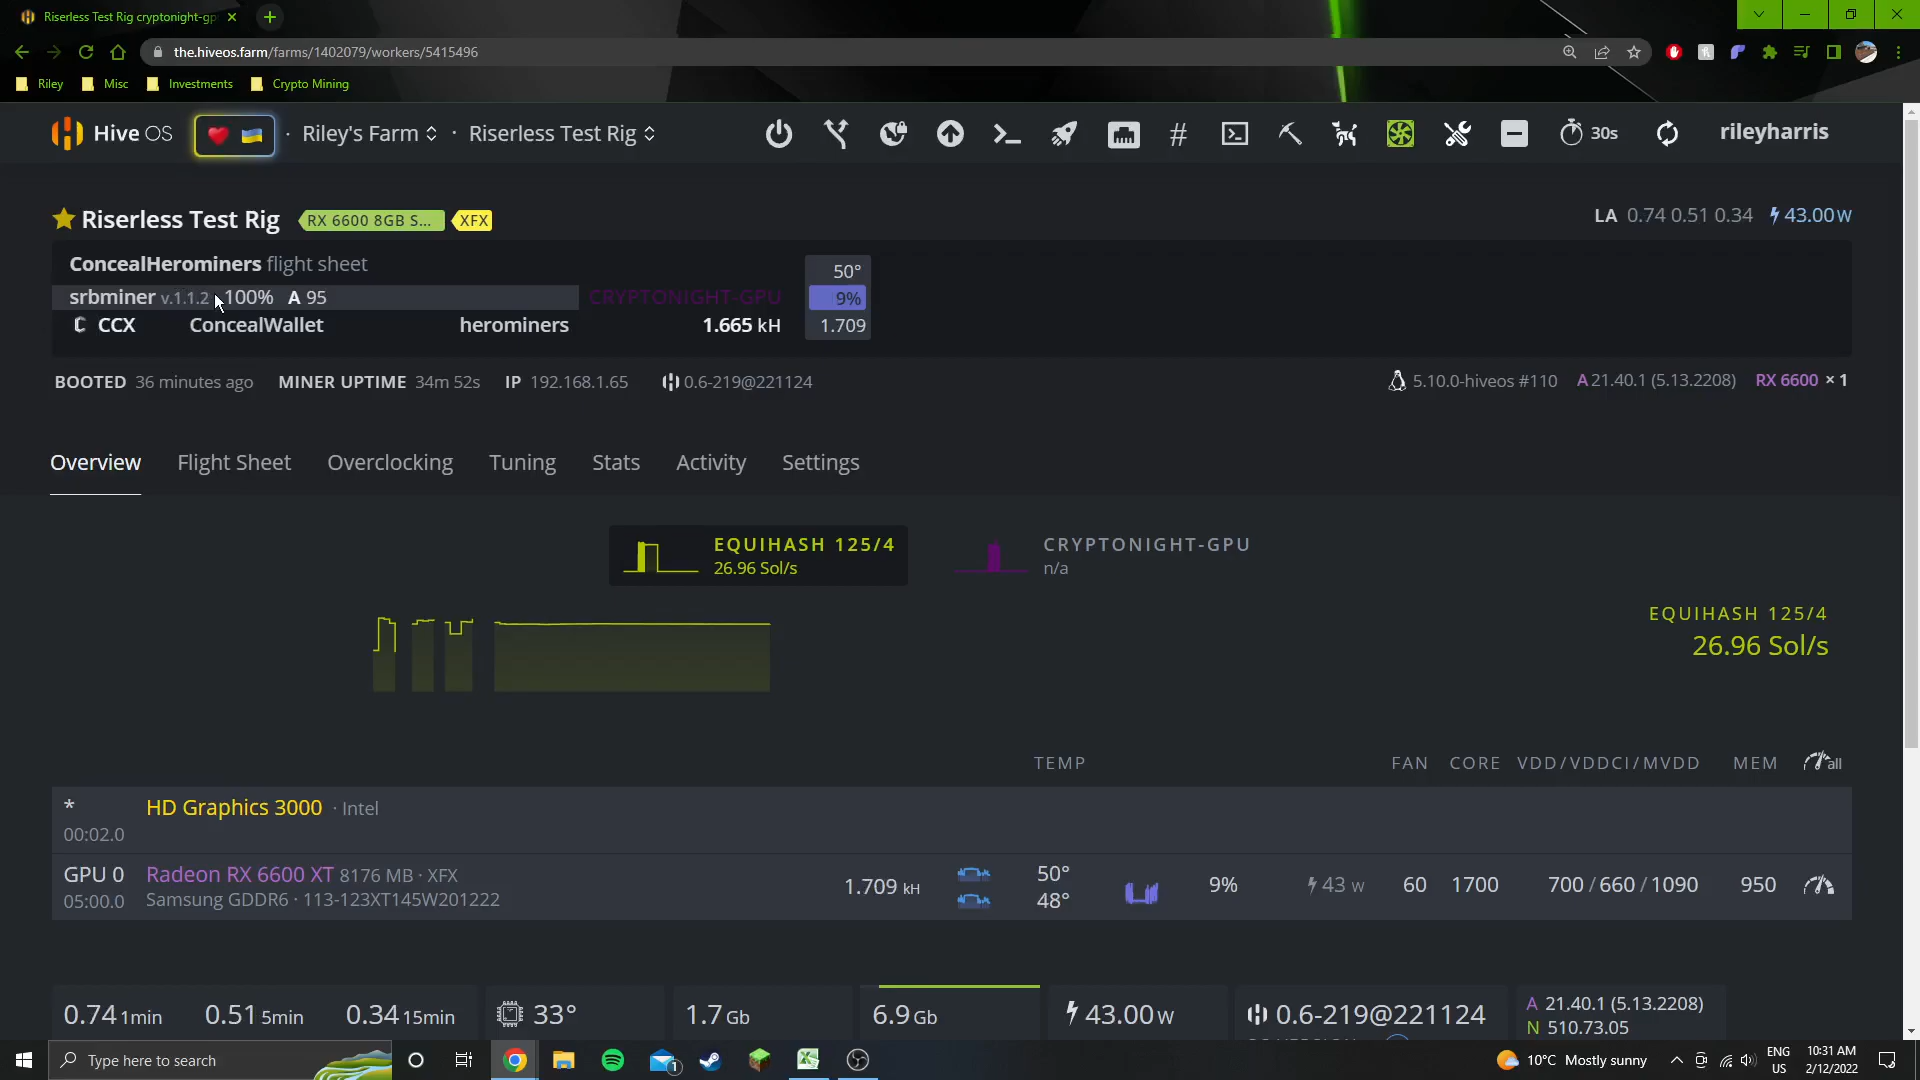 Riserless Test Rig cryptonight-gp
the.hiveos.farm/farms/1402079/workers/5415496
Riley Misc Investments Crypto Mining
Hive OS · Riley's Farm · Riserless Test Rig 30s rileyharris
Riserless Test Rig RX 6600 8GB S... XFX LA 0.74 0.51 0.34 43.00 W
ConcealHerominers flight sheet 50°
srbminer v.1.1.2 100% A 95 CRYPTONIGHT-GPU 9%
CCX ConcealWallet herominers 1.665 kH 1.709
BOOTED 36 minutes ago MINER UPTIME 34m 52s IP 192.168.1.65 0.6-219@221124 5.10.0-hiveos #110 A 21.40.1 (5.13.2208) RX 6600 × 1
Overview Flight Sheet Overclocking Tuning Stats Activity Settings
EQUIHASH 125/4 CRYPTONIGHT-GPU
26.96 Sol/s n/a
EQUIHASH 125/4
26.96 Sol/s
TEMP FAN CORE VDD/VDDCI/MVDD MEM all
* HD Graphics 3000 · Intel
00:02.0
GPU 0 Radeon RX 6600 XT 8176 MB · XFX 1.709 kH 50° 9% 43 W 60 1700 700 / 660 / 1090 950
05:00.0 Samsung GDDR6 · 113-123XT145W201222 48°
0.74 1min 0.51 5min 0.34 15min 33° 1.7 Gb 6.9 Gb 43.00 W 0.6-219@221124 A 21.40.1 (5.13.2208)
N 510.73.05
Type here to search 1 10°C Mostly sunny ENG US 10:31 AM 2/12/2022